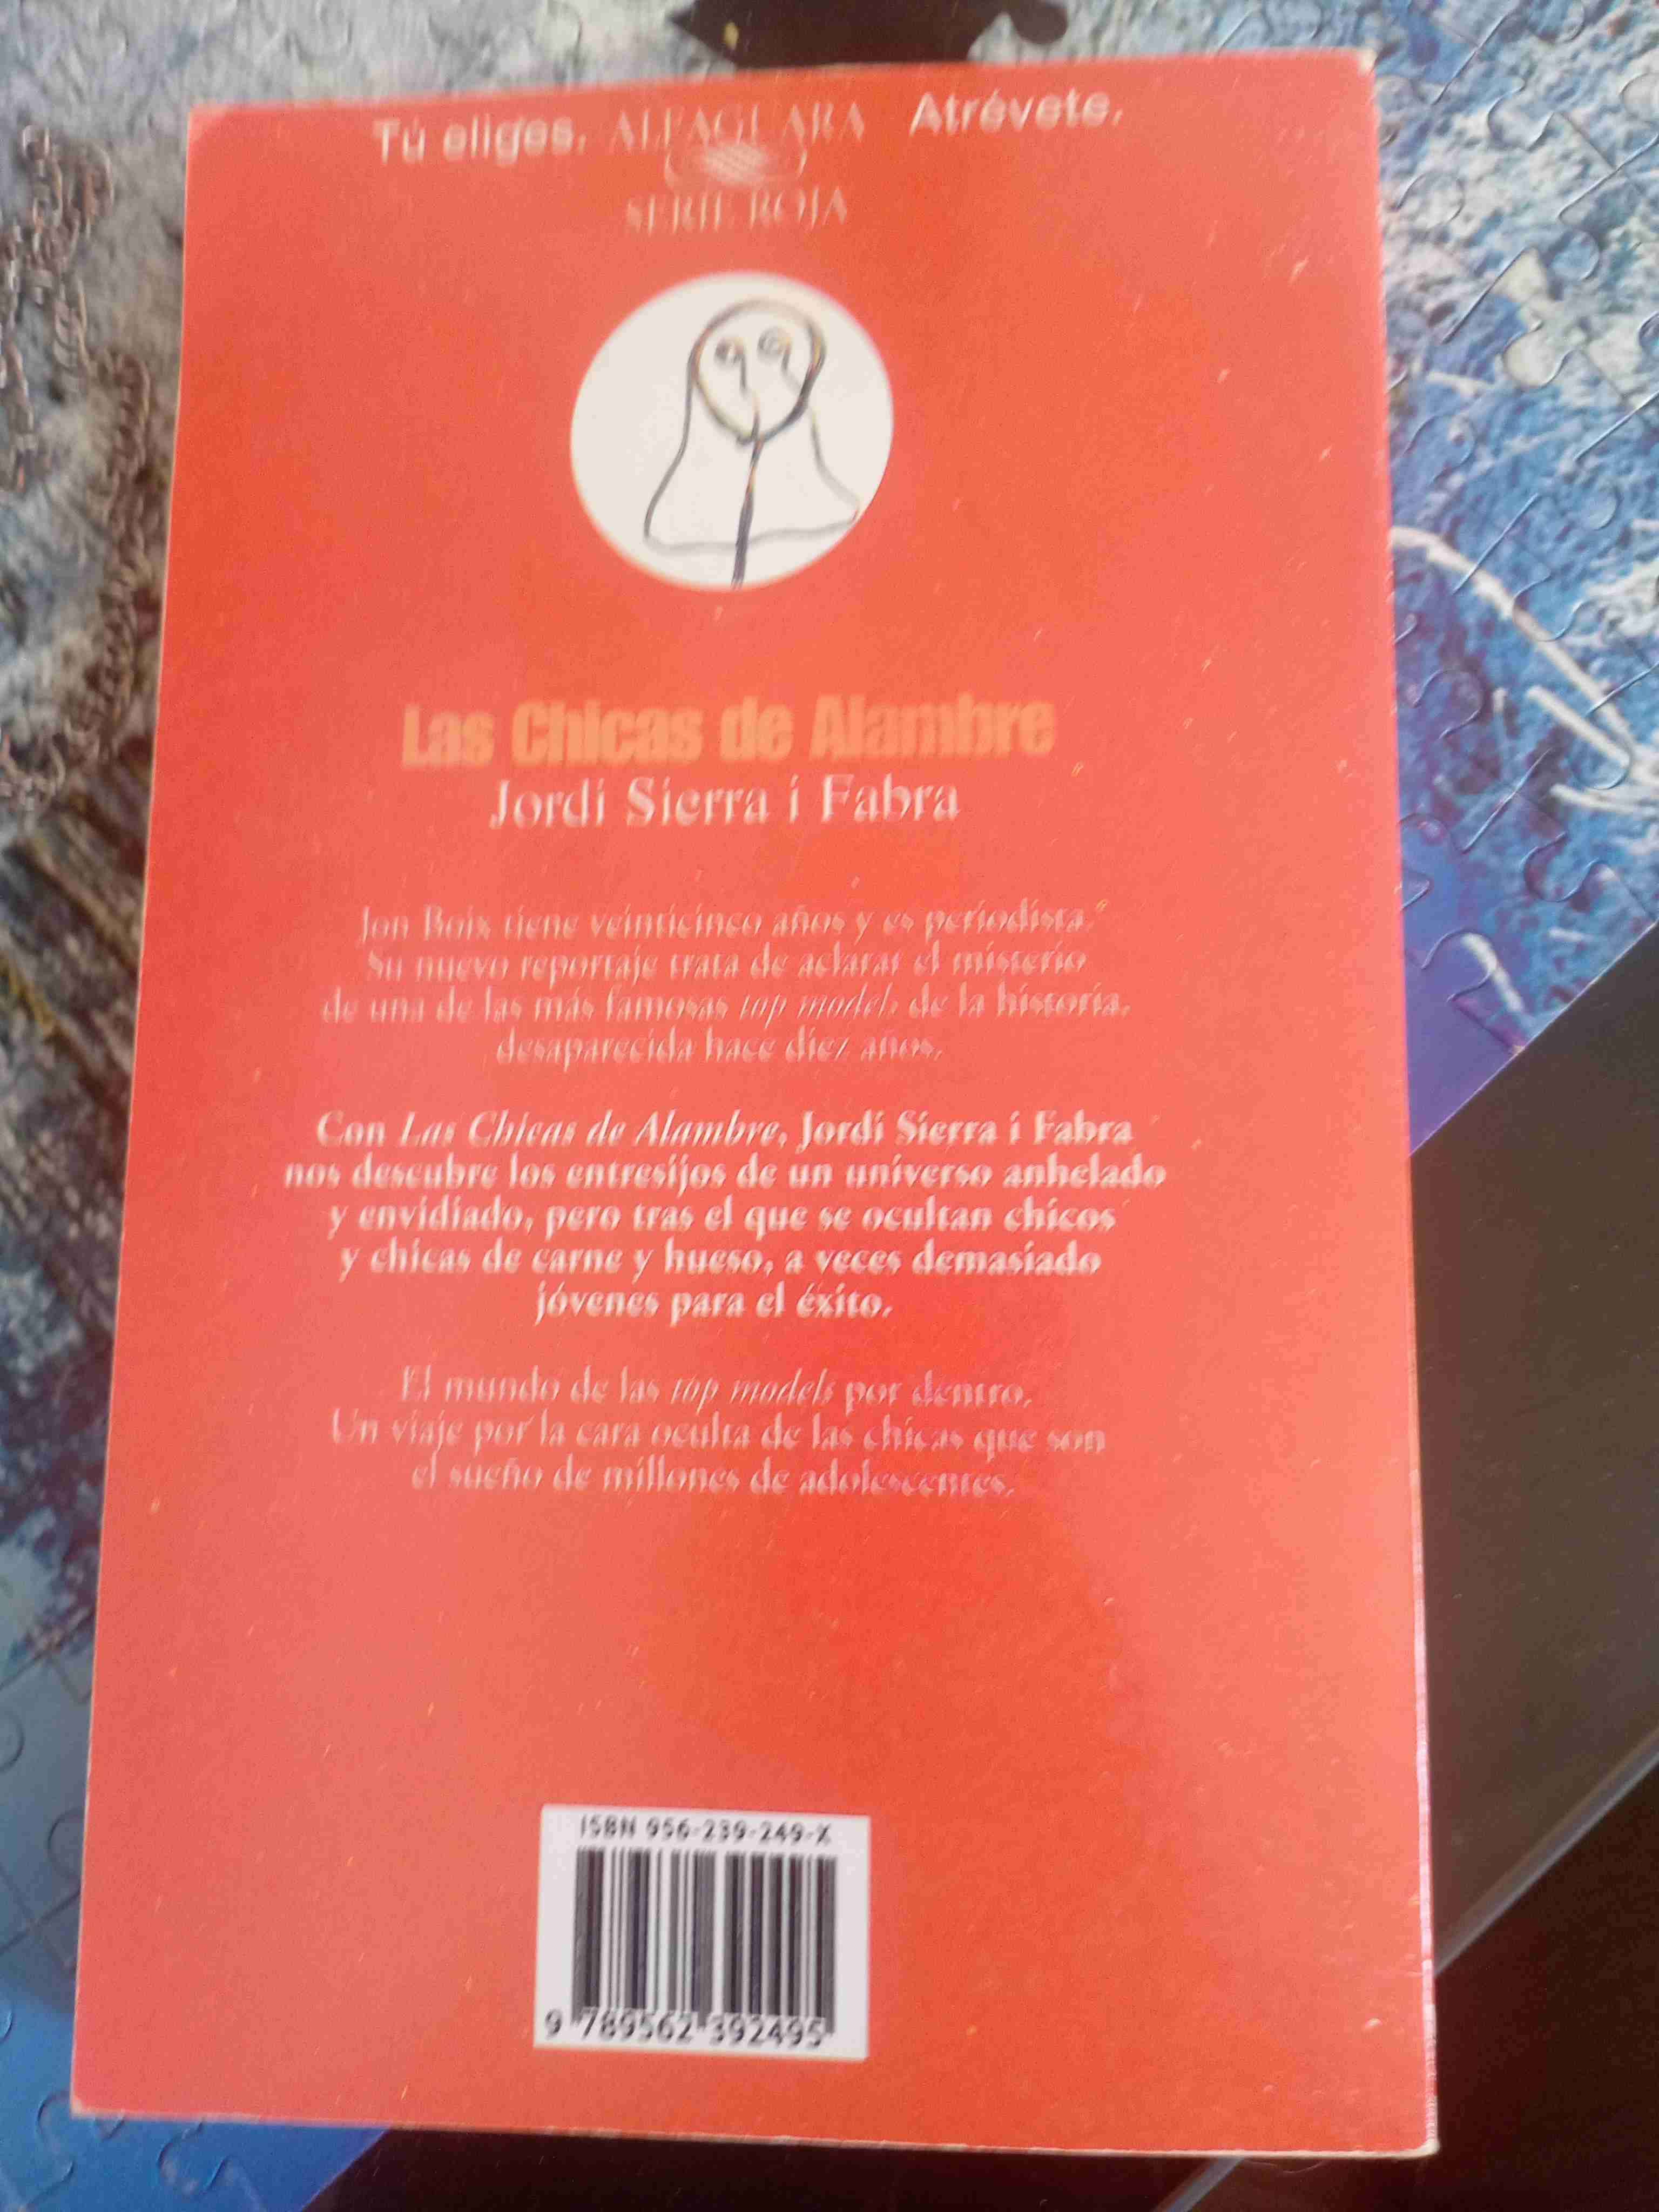 Tú eliges. ALFAGUARA Atrévete.
SERIE ROJA
Las Chicas de Alambre
Jordi Sierra i Fabra
Jon Boix tiene veinticinco años y es periodista.
Su nuevo reportaje trata de aclarar el misterio
de una de las más famosas top models de la historia,
desaparecida hace diez años.
Con Las Chicas de Alambre, Jordi Sierra i Fabra
nos descubre los entresijos de un universo anhelado
y envidiado, pero tras el que se ocultan chicos
y chicas de carne y hueso, a veces demasiado
jóvenes para el éxito.
El mundo de las top models por dentro.
Un viaje por la cara oculta de las chicas que son
el sueño de millones de adolescentes.
ISBN 956-239-249-X
9 789562 392495